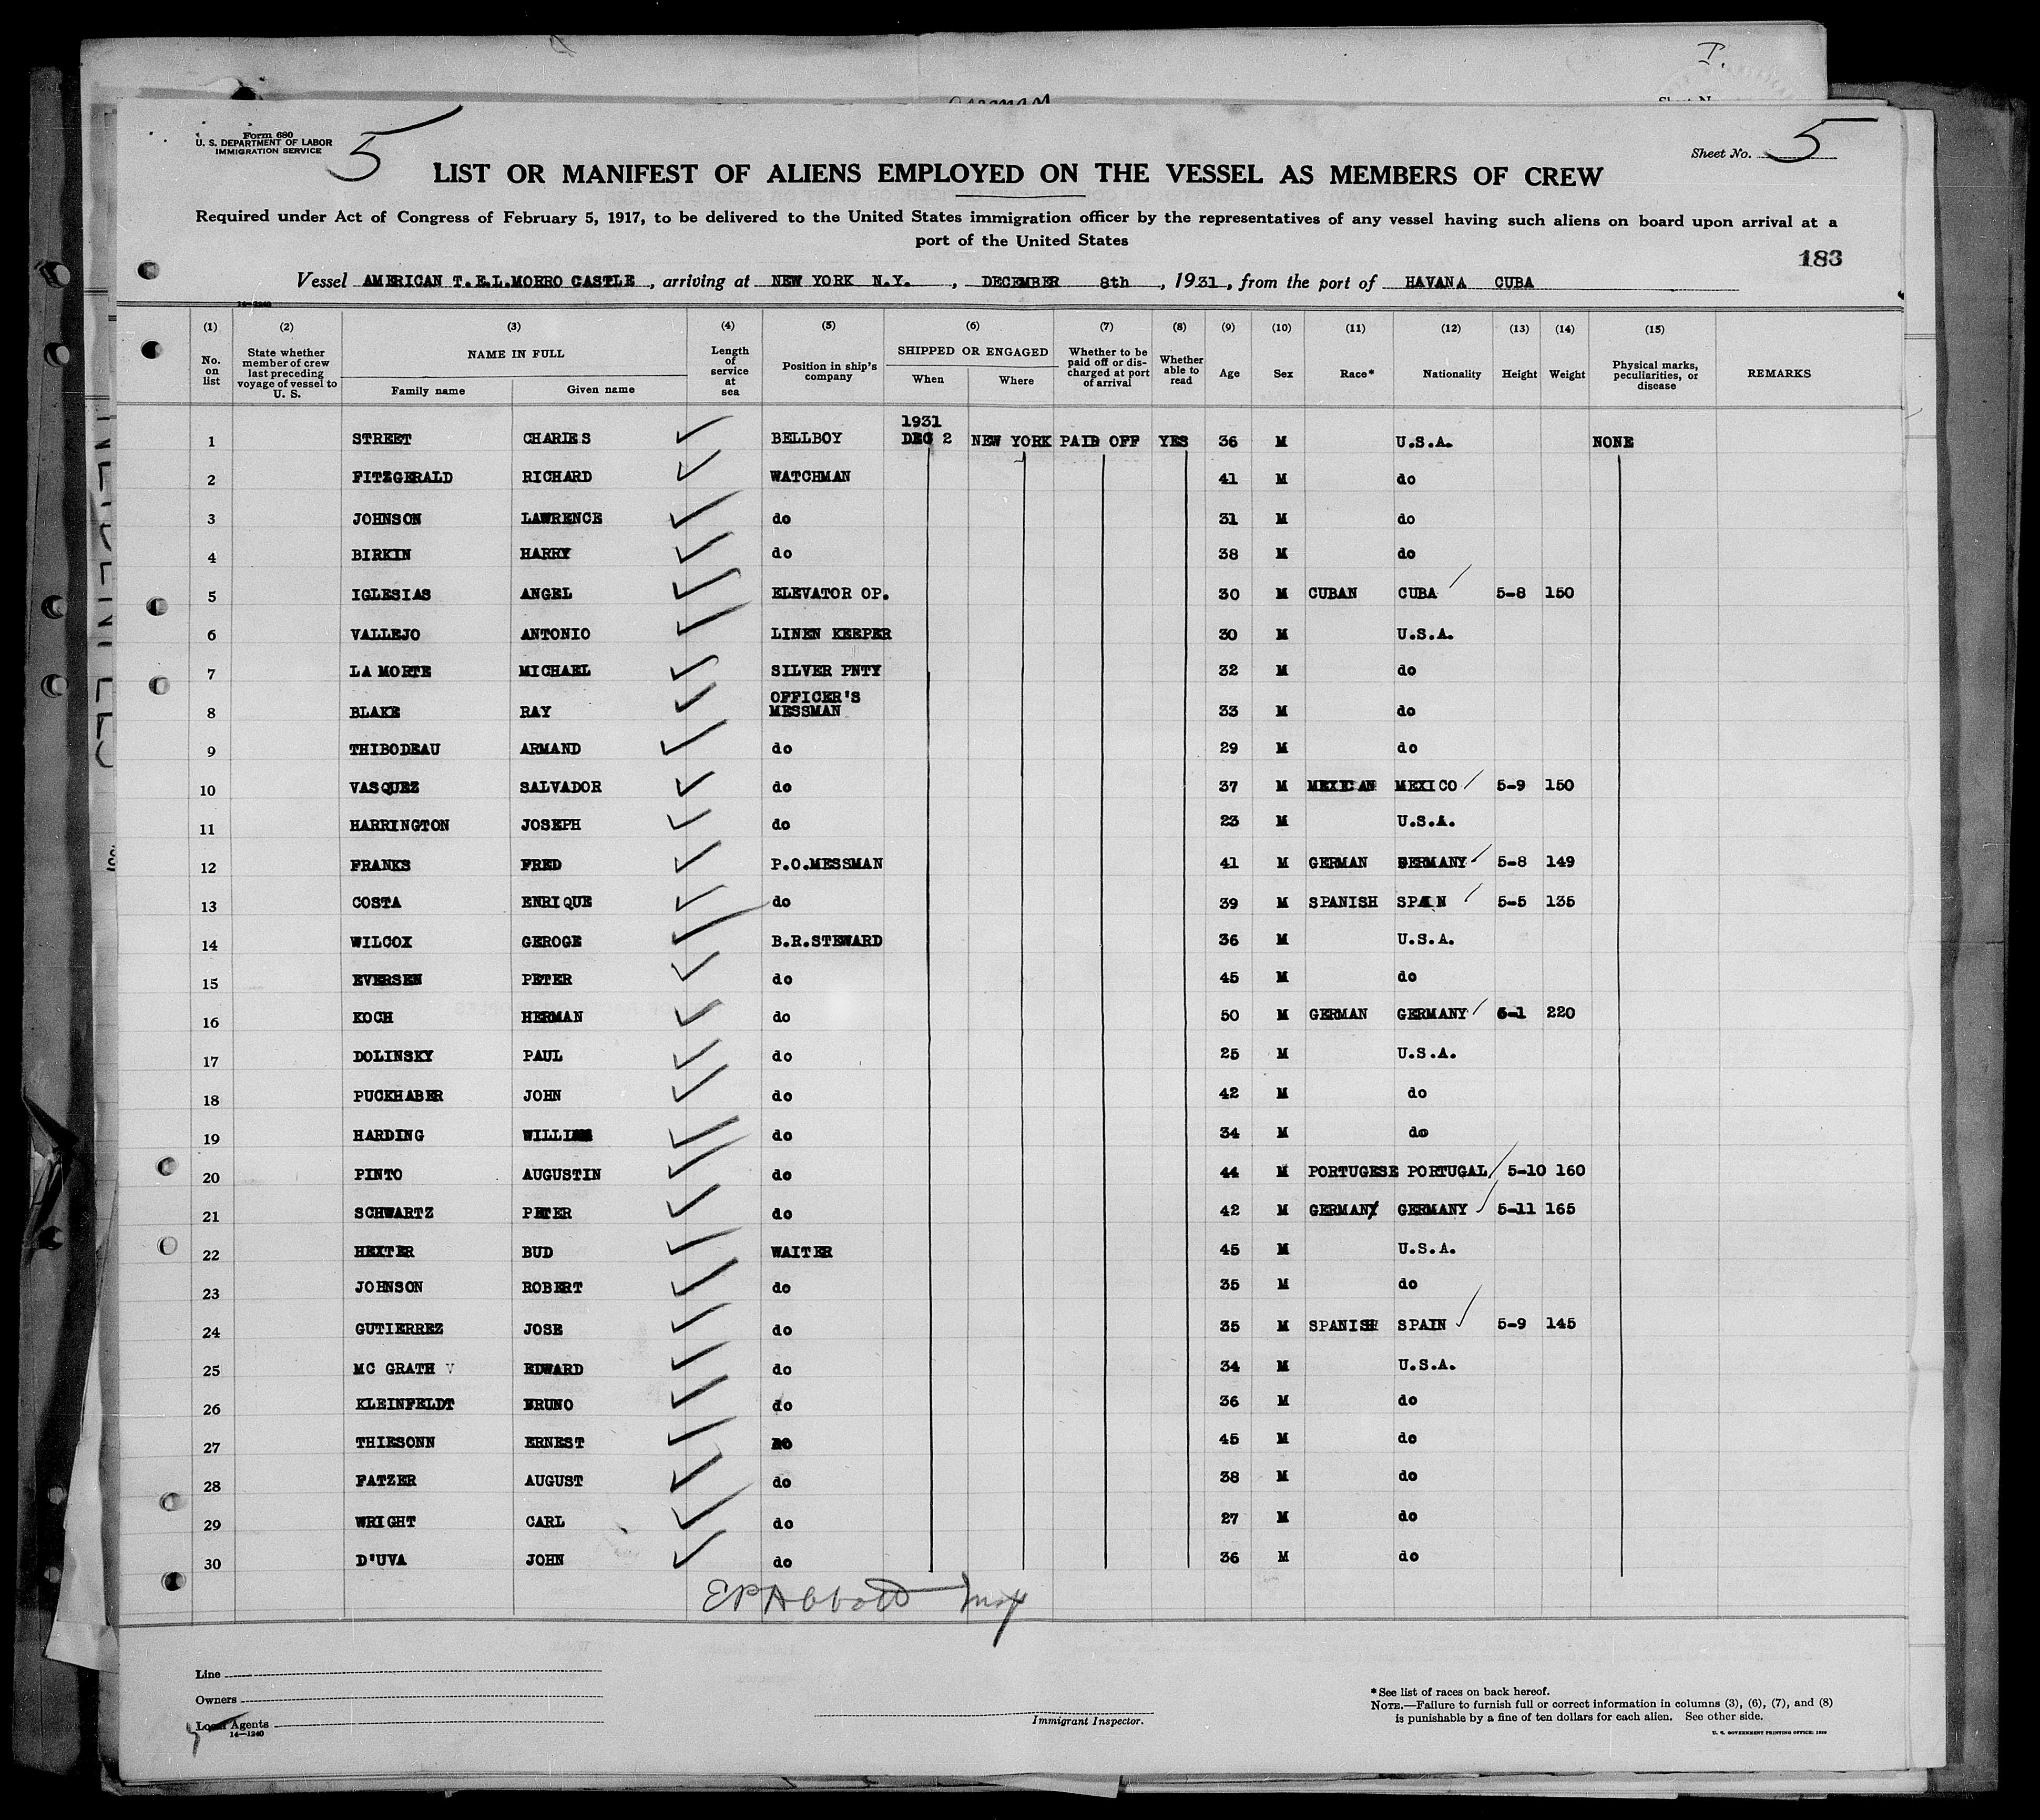 T.
Form 680
U. S. DEPARTMENT OF LABOR
IMMIGRATION SERVICE
5
Sheet No. 5
LIST OR MANIFEST OF ALIENS EMPLOYED ON THE VESSEL AS MEMBERS OF CREW
Required under Act of Congress of February 5, 1917, to be delivered to the United States immigration officer by the representatives of any vessel having such aliens on board upon arrival at a
port of the United States
183
Vessel AMERICAN T.E.L.MORRO CASTLE, arriving at NEW YORK N.Y., DECEMBER 8th, 1931, from the port of HAVANA CUBA
14-1240
(1) (2) (3) (4) (5) (6) (7) (8) (9) (10) (11) (12) (13) (14) (15)
No. on list State whether member of crew last preceding voyage of vessel to U. S. NAME IN FULL Family name Given name Length of service at sea Position in ship's company SHIPPED OR ENGAGED When Where Whether to be paid off or discharged at port of arrival Whether able to read Age Sex Race* Nationality Height Weight Physical marks, peculiarities, or disease REMARKS
1931
1 STREET CHARLES BELLBOY DEC 2 NEW YORK PAID OFF YES 36 M U.S.A. NONE
2 FITZGERALD RICHARD WATCHMAN 41 M do
3 JOHNSON LAWRENCE do 31 M do
4 BIRKIN HARRY do 38 M do
5 IGLESIAS ANGEL ELEVATOR OP. 30 M CUBAN CUBA 5-8 150
6 VALLEJO ANTONIO LINEN KEEPER 30 M U.S.A.
7 LA MORTE MICHAEL SILVER PNTY 32 M do
8 BLAKE RAY OFFICER'S MESSMAN 33 M do
9 THIBODEAU ARMAND do 29 M do
10 VASQUEZ SALVADOR do 37 M MEXICAN MEXICO 5-9 150
11 HARRINGTON JOSEPH do 23 M U.S.A.
12 FRANKS FRED P.O.MESSMAN 41 M GERMAN GERMANY 5-8 149
13 COSTA ENRIQUE do 39 M SPANISH SPAIN 5-5 135
14 WILCOX GEROGE B.R.STEWARD 36 M U.S.A.
15 EVERSEN PETER do 45 M do
16 KOCH HERMAN do 50 M GERMAN GERMANY 6-1 220
17 DOLINSKY PAUL do 25 M U.S.A.
18 PUCKHABER JOHN do 42 M do
19 HARDING WILLIAM do 34 M do
20 PINTO AUGUSTIN do 44 M PORTUGESE PORTUGAL 5-10 160
21 SCHWARTZ PETER do 42 M GERMANY GERMANY 5-11 165
22 HEXTER BUD WAITER 45 M U.S.A.
23 JOHNSON ROBERT do 35 M do
24 GUTIERREZ JOSE do 35 M SPANISH SPAIN 5-9 145
25 MC GRATH V EDWARD do 34 M U.S.A.
26 KLEINFELDT BRUNO do 36 M do
27 THIESONN ERNEST do 45 M do
28 FATZER AUGUST do 38 M do
29 WRIGHT CARL do 27 M do
30 D'UVA JOHN do 36 M do
EP Abbott Insp
Line
Owners
Local Agents
14-1240
Immigrant Inspector.
*See list of races on back hereof.
NOTE.—Failure to furnish full or correct information in columns (3), (6), (7), and (8)
is punishable by a fine of ten dollars for each alien. See other side.